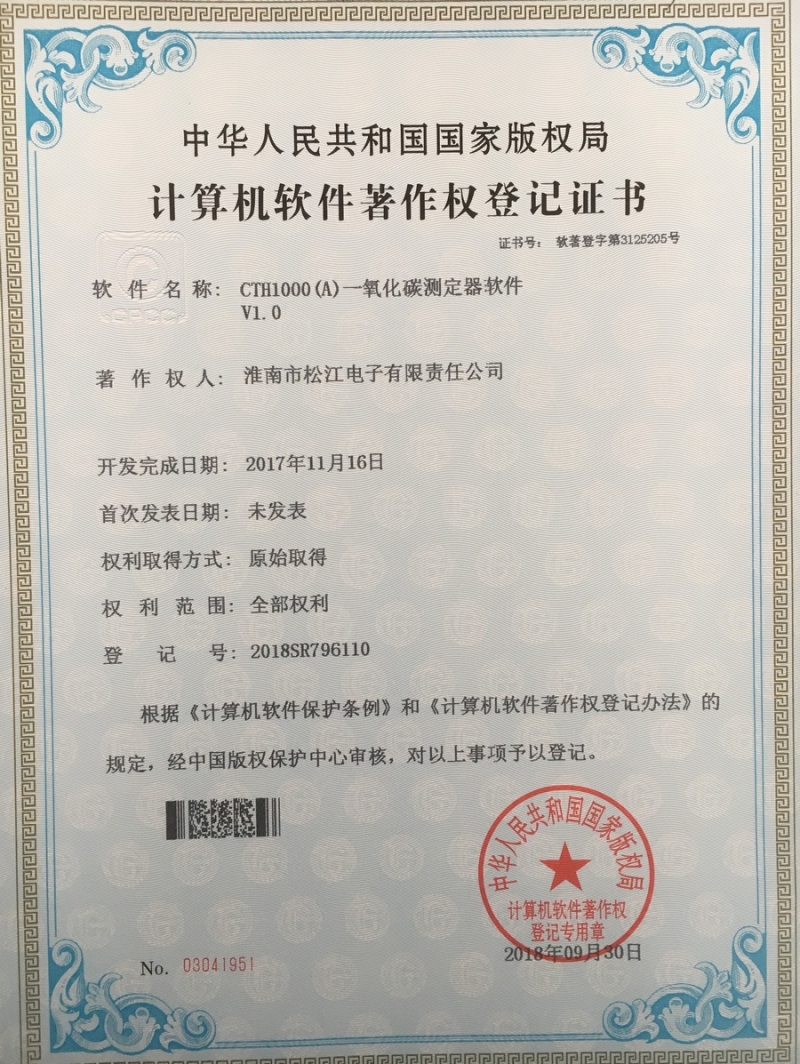 中华人民共和国国家版权局
计算机软件著作权登记证书
证书号： 软著登字第3125205号
CPCC
软件名称： CTH1000(A)一氧化碳测定器软件
V1.0
著作权人： 淮南市松江电子有限责任公司
开发完成日期： 2017年11月16日
首次发表日期： 未发表
权利取得方式： 原始取得
权利范围： 全部权利
登记号： 2018SR796110
根据《计算机软件保护条例》和《计算机软件著作权登记办法》的
规定，经中国版权保护中心审核，对以上事项予以登记。
中华人民共和国国家版权局
计算机软件著作权
登记专用章
2018年09月30日
No. 03041951